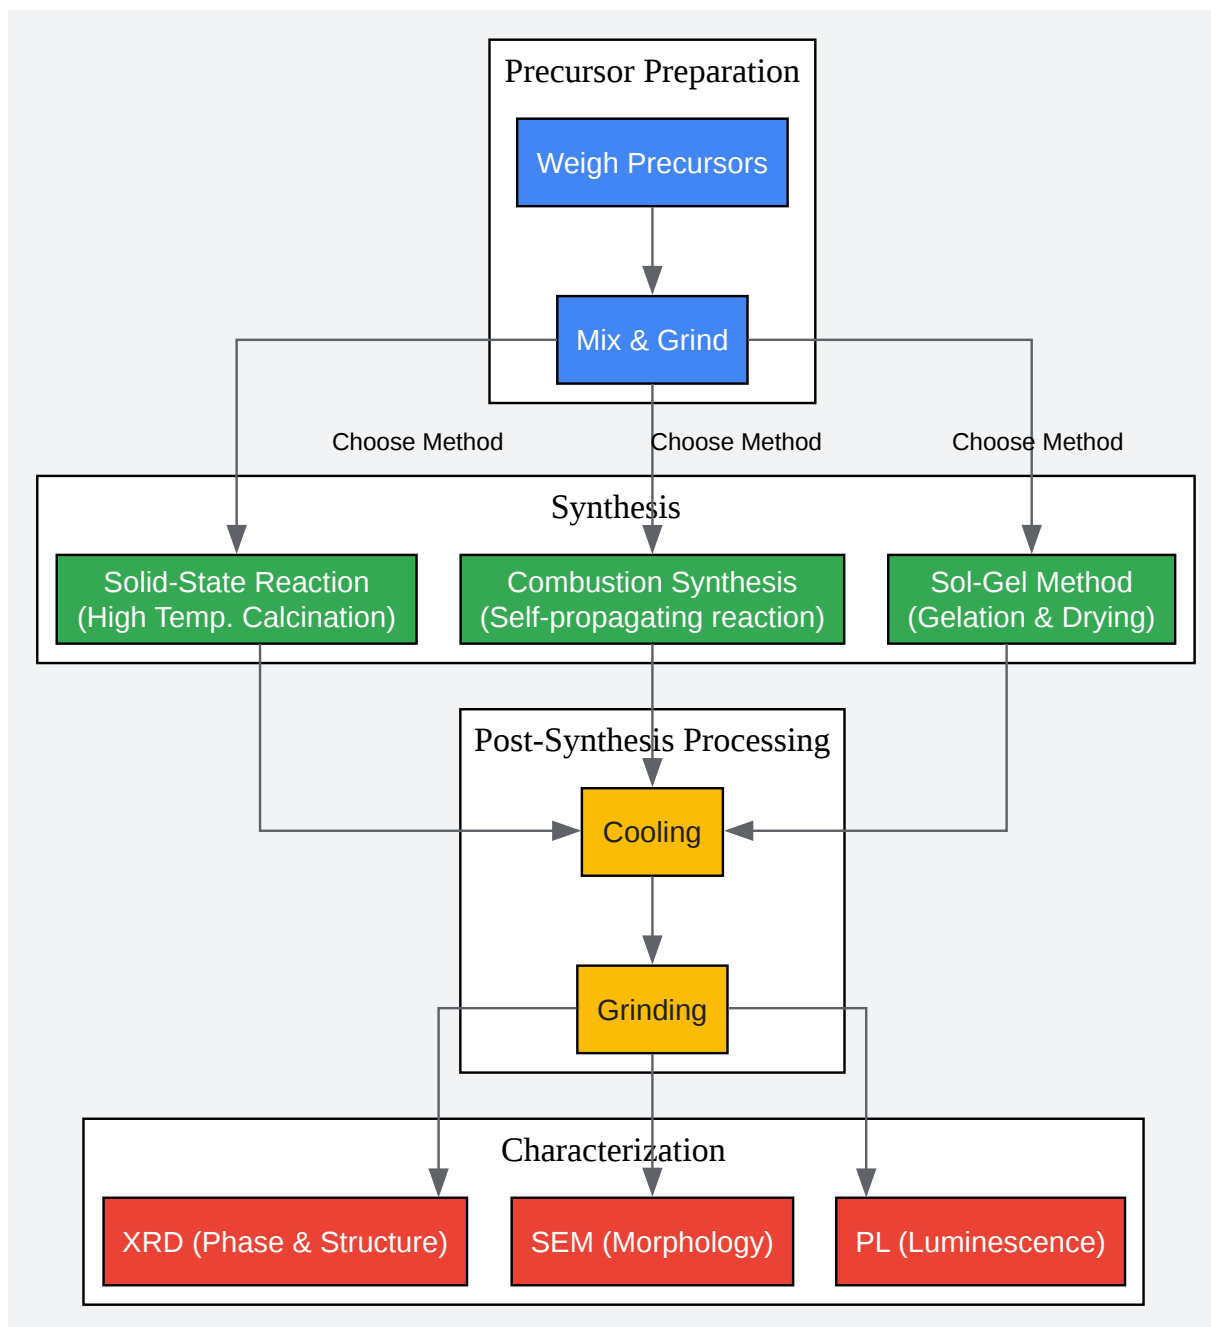 Precursor Preparation
Weigh Precursors
Mix & Grind
Choose Method
Choose Method
Choose Method
Synthesis
Solid-State Reaction
(High Temp. Calcination)
Combustion Synthesis
(Self-propagating reaction)
Sol-Gel Method
(Gelation & Drying)
Post-Synthesis Processing
Cooling
Grinding
Characterization
XRD (Phase & Structure)
SEM (Morphology)
PL (Luminescence)